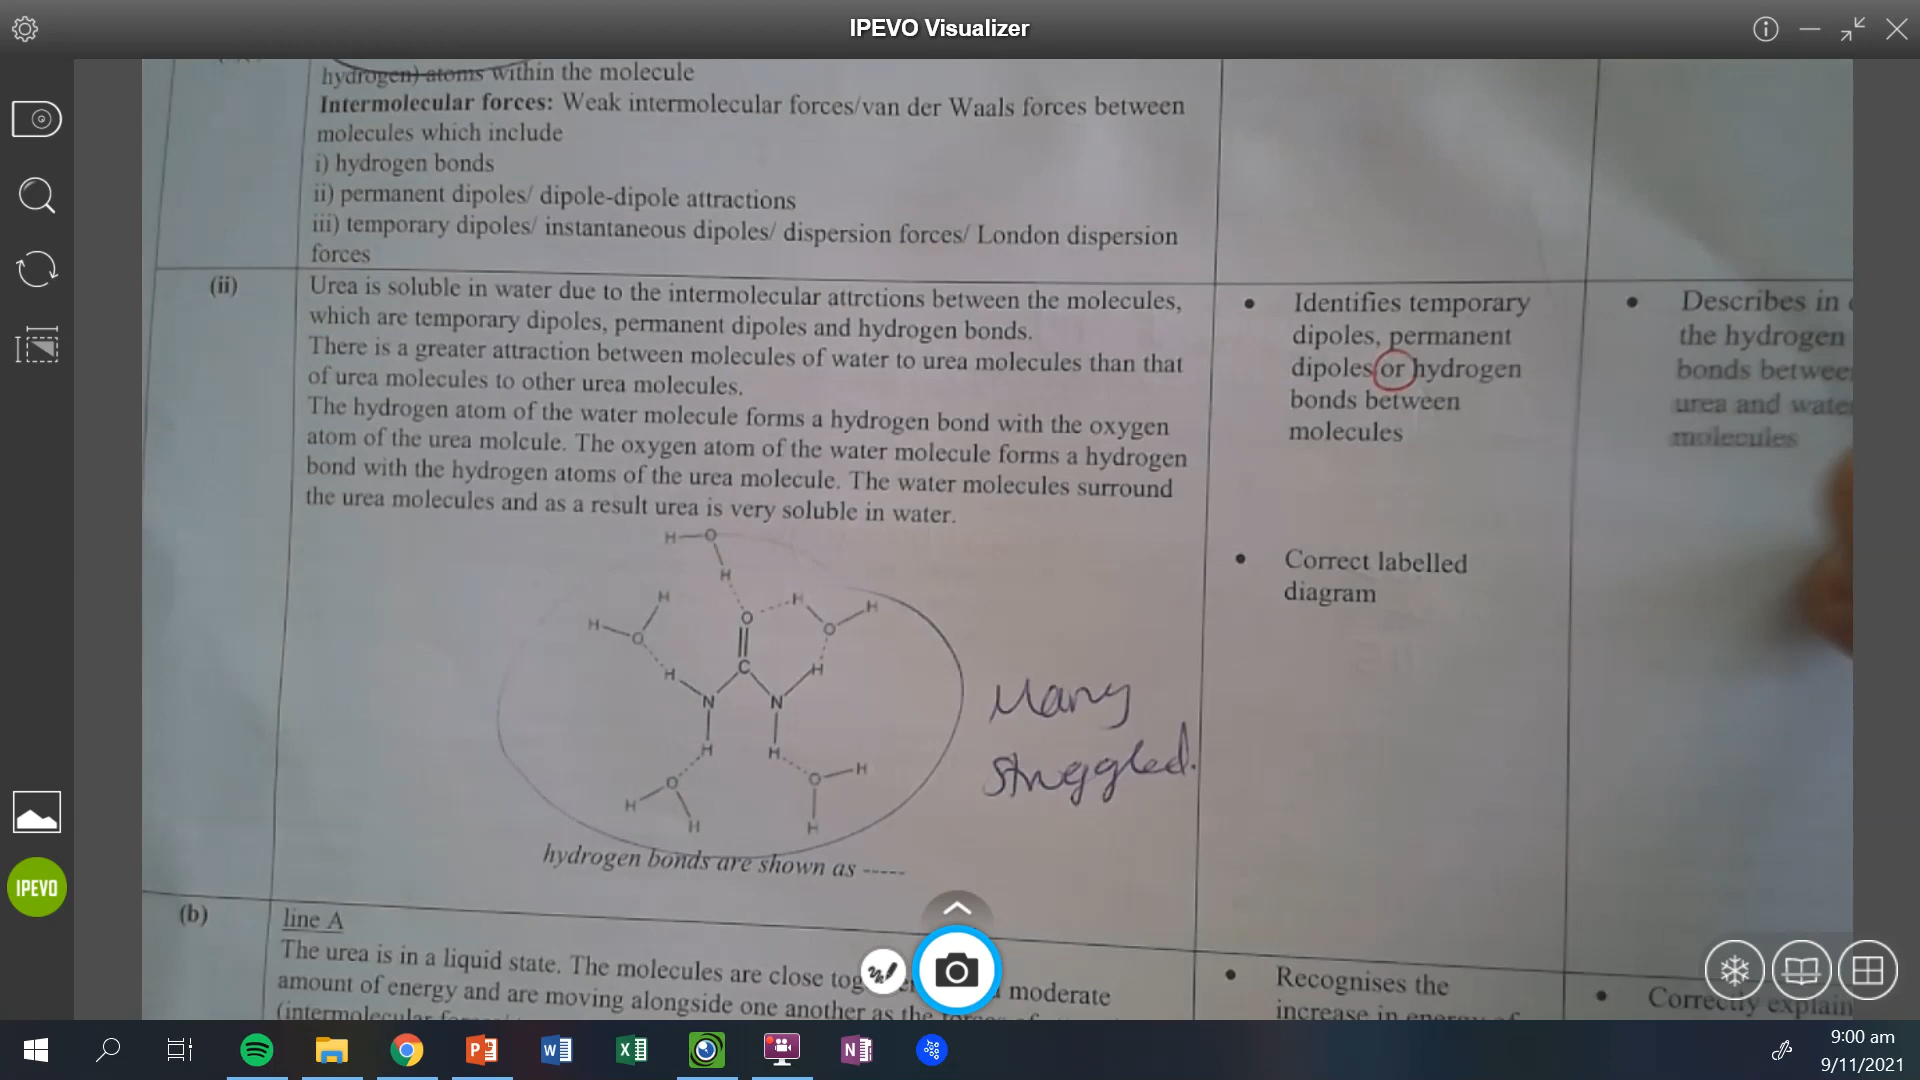 IPEVO Visualizer
hydrogen) atoms within the molecule
Intermolecular forces: Weak intermolecular forces/van der Waals forces between
molecules which include
i) hydrogen bonds
ii) permanent dipoles/ dipole-dipole attractions
iii) temporary dipoles/ instantaneous dipoles/ dispersion forces/ London dispersion
forces
(ii)
Urea is soluble in water due to the intermolecular attrctions between the molecules,
which are temporary dipoles, permanent dipoles and hydrogen bonds.
There is a greater attraction between molecules of water to urea molecules than that
of urea molecules to other urea molecules.
The hydrogen atom of the water molecule forms a hydrogen bond with the oxygen
atom of the urea molcule. The oxygen atom of the water molecule forms a hydrogen
bond with the hydrogen atoms of the urea molecule. The water molecules surround
the urea molecules and as a result urea is very soluble in water.
H O
H
H H H
H O O O
H C H
N N
H H
O O H
H H H
hydrogen bonds are shown as -----
Many
struggled.
• Identifies temporary
dipoles, permanent
dipoles or hydrogen
bonds between
molecules
• Correct labelled
diagram
• Describes in
the hydrogen
bonds
urea and
molecules
(b)
line A
The urea is in a liquid state. The molecules are close moderate
amount of energy and are moving alongside one another as the
• Recognises the
increase in energy of
• Correctly explain
IPEVO
9:00 am
9/11/2021